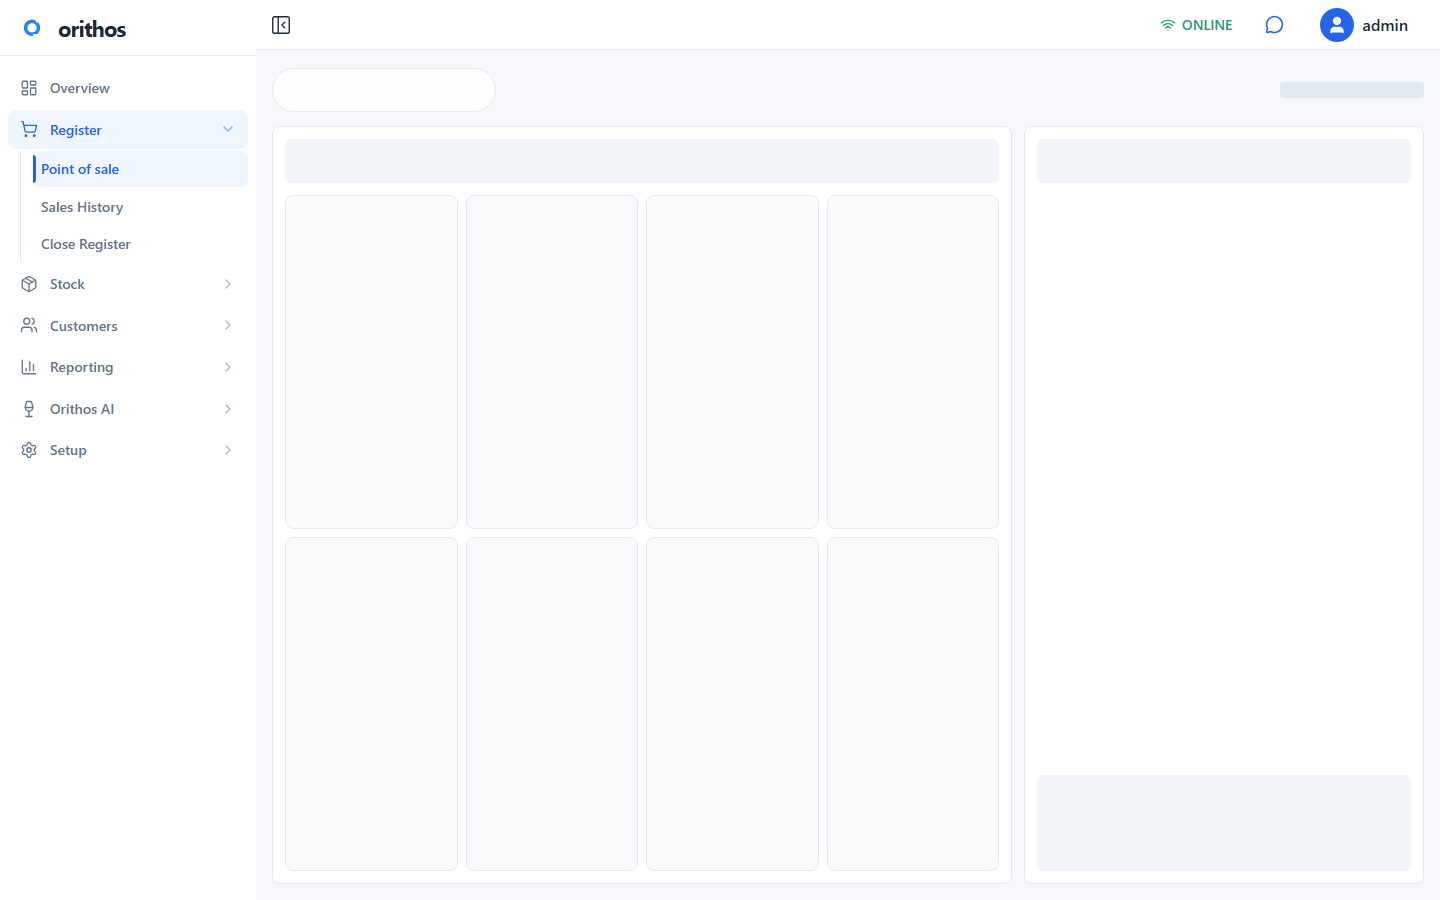 orithos
ONLINE
admin
Overview
Register
Point of sale
Sales History
Close Register
Stock
Customers
Reporting
Orithos AI
Setup